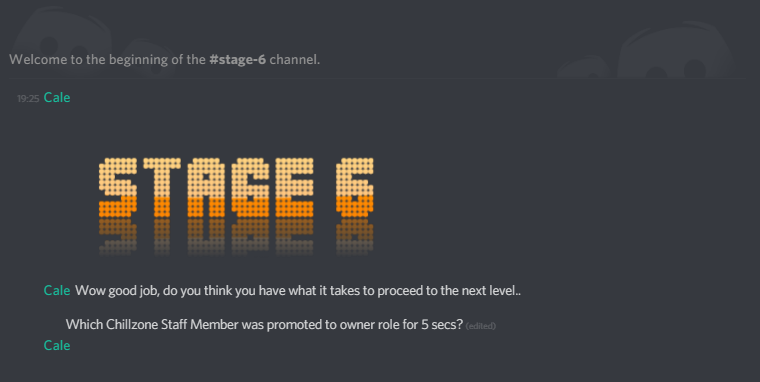 Welcome to the beginning of the #stage-6 channel.
19:25 Cale
STAGE 6
Cale Wow good job, do you think you have what it takes to proceed to the next level..
Which Chillzone Staff Member was promoted to owner role for 5 secs? (edited)
Cale